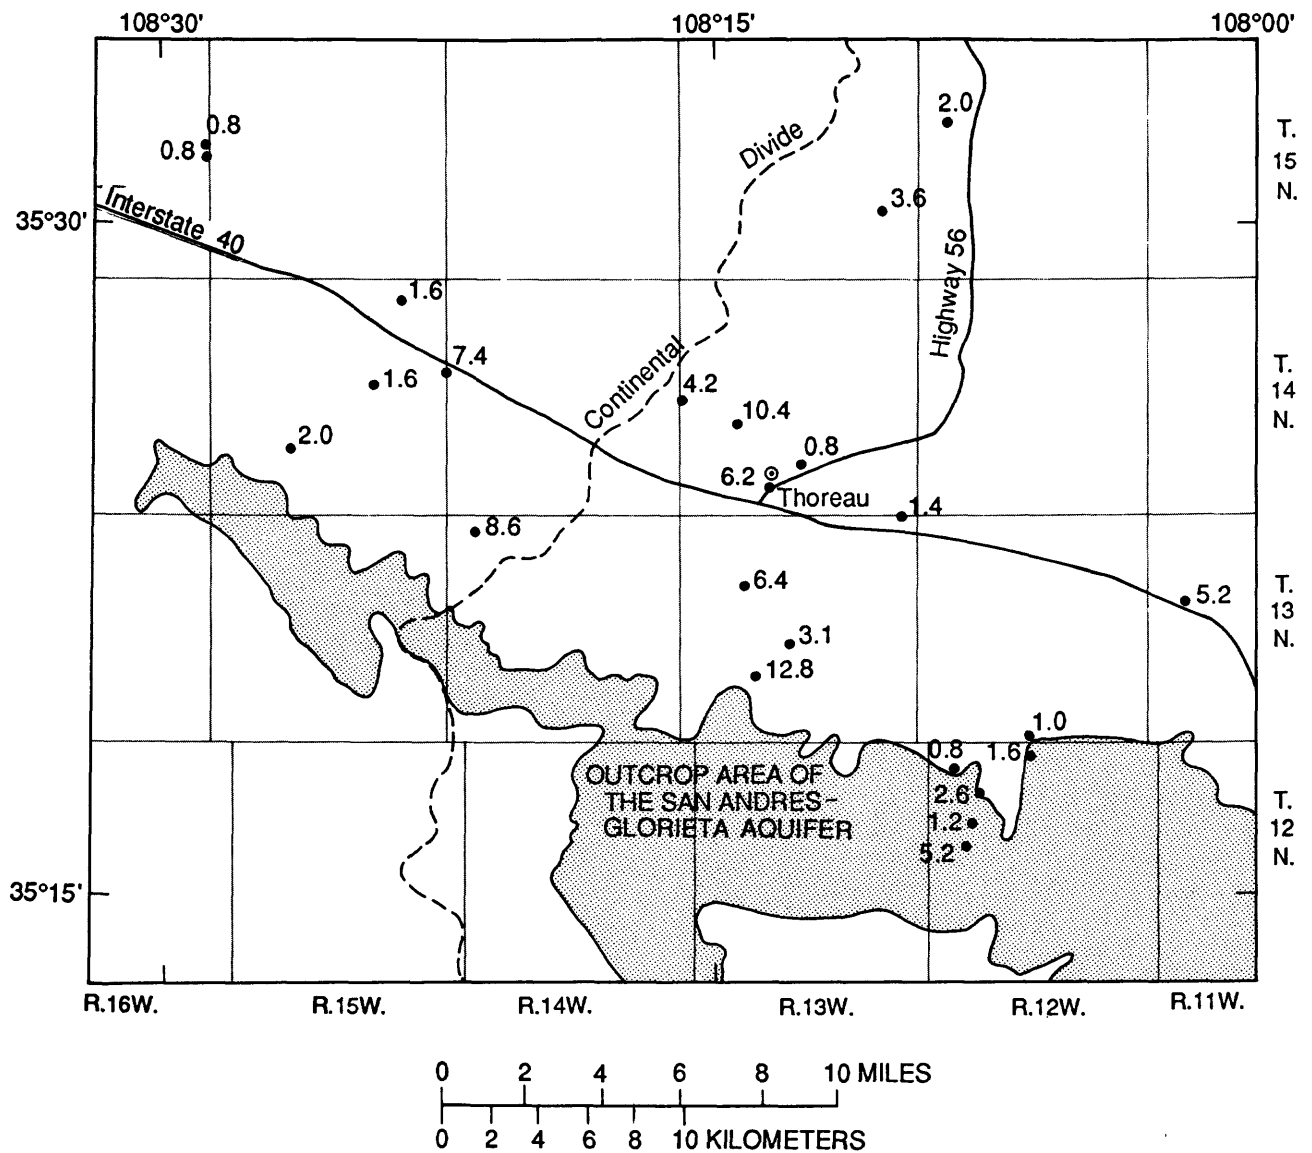 108°30'
108°15'
108°00'
2.0
T.
15
N.
0.8
0.8
Divide
3.6
35°30'
Interstate 40
Highway 56
1.6
7.4
1.6
Continental
4.2
T.
14
N.
10.4
2.0
0.8
6.2
Thoreau
1.4
8.6
6.4
5.2
T.
13
N.
3.1
12.8
1.0
0.8
1.6
OUTCROP AREA OF
THE SAN ANDRES-
GLORIETA AQUIFER
2.6
1.2
5.2
T.
12
N.
35°15'
R.16W.
R.15W.
R.14W.
R.13W.
R.12W.
R.11W.
0 2 4 6 8 10 MILES
0 2 4 6 8 10 KILOMETERS